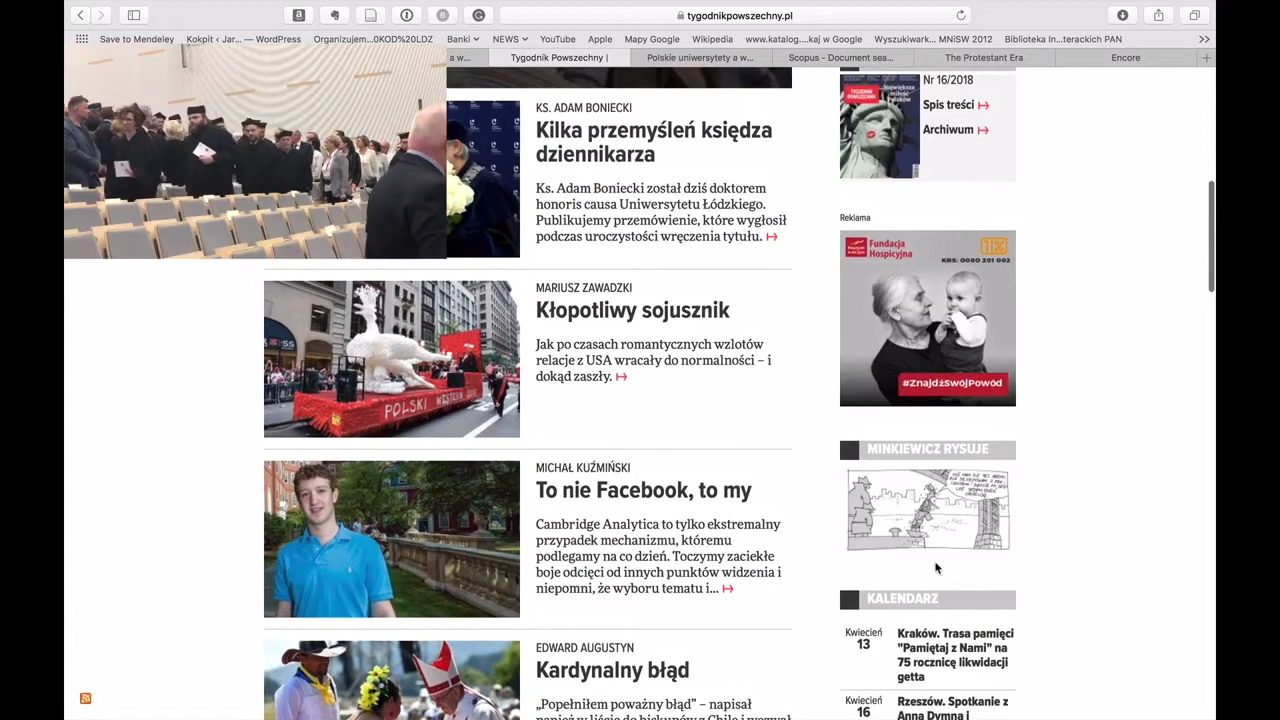 tygodnikpowszechny.pl
Save to Mendeley
Kokpit ‹ Jar... — WordPress
Organizujem...0KOD%20LDZ
Banki
NEWS
YouTube
Apple
Mapy Google
Wikipedia
www.katalog....kaj w Google
Wyszukiwark... MNiSW 2012
Biblioteka In...terackich PAN
a w...
Tygodnik Powszechny |
Polskie uniwersytety a w...
Scopus - Document sea...
The Protestant Era
Encore
KS. ADAM BONIECKI
Kilka przemyśleń księdza
dziennikarza
Ks. Adam Boniecki został dziś doktorem
honoris causa Uniwersytetu Łódzkiego.
Publikujemy przemówienie, które wygłosił
podczas uroczystości wręczenia tytułu.
MARIUSZ ZAWADZKI
Kłopotliwy sojusznik
Jak po czasach romantycznych wzlotów
relacje z USA wracały do normalności – i
dokąd zaszły.
POLSKI WESTERN
MICHAŁ KUŹMIŃSKI
To nie Facebook, to my
Cambridge Analytica to tylko ekstremalny
przypadek mechanizmu, któremu
podlegamy na co dzień. Toczymy zaciekłe
boje odcięci od innych punktów widzenia i
niepomni, że wyboru tematu i...
EDWARD AUGUSTYN
Kardynalny błąd
„Popełniłem poważny błąd” – napisał
Nr 16/2018
Spis treści
Archiwum
Reklama
Fundacja
Hospicyjna
KRS: 0000 201 002
#ZnajdźSwójPowód
MINKIEWICZ RYSUJE
KALENDARZ
Kwiecień
13
Kraków. Trasa pamięci
"Pamiętaj z Nami" na
75 rocznicę likwidacji
getta
Kwiecień
16
Rzeszów. Spotkanie z
Anną Dymną i